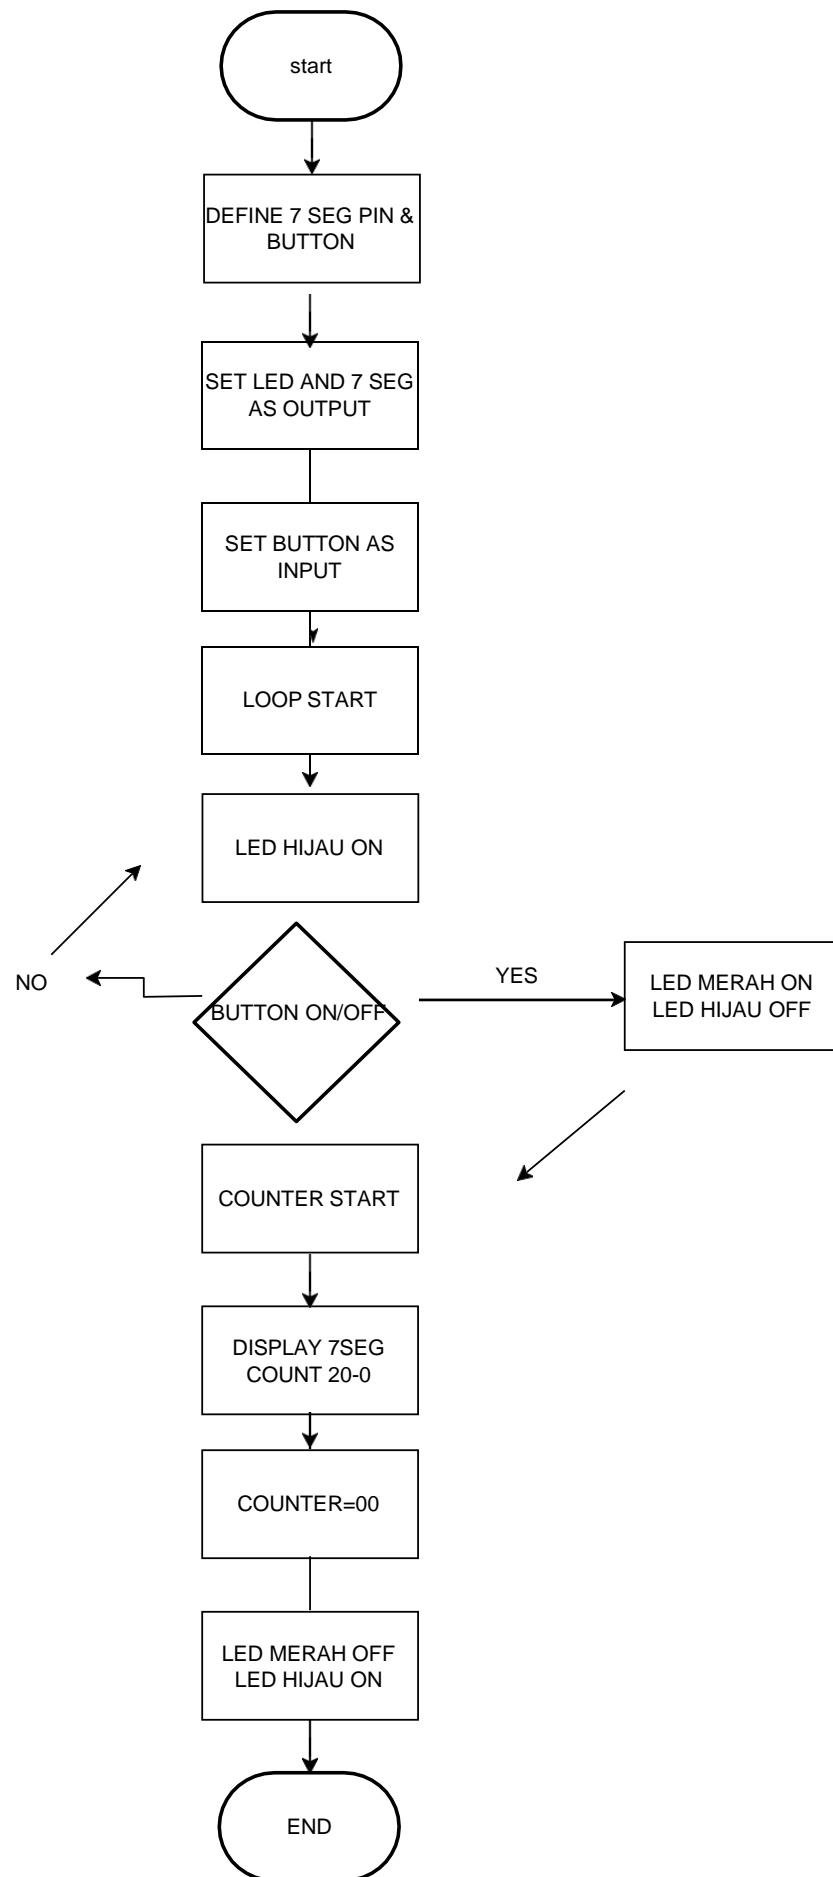 start
DEFINE 7 SEG PIN &
BUTTON
SET LED AND 7 SEG
AS OUTPUT
SET BUTTON AS
INPUT
LOOP START
LED HIJAU ON
NO
BUTTON ON/OFF
YES
LED MERAH ON
LED HIJAU OFF
COUNTER START
DISPLAY 7SEG
COUNT 20-0
COUNTER=00
LED MERAH OFF
LED HIJAU ON
END